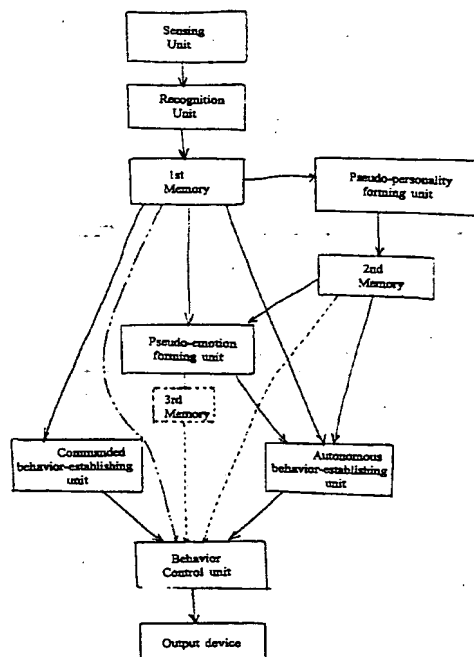 Sensing
Unit
Recognition
Unit
1st
Memory
Pseudo-personality
forming unit
2nd
Memory
Pseudo-emotion
forming unit
3rd
Memory
Commanded
behavior-establishing
unit
Autonomous
behavior-establishing
unit
Behavior
Control unit
Output device